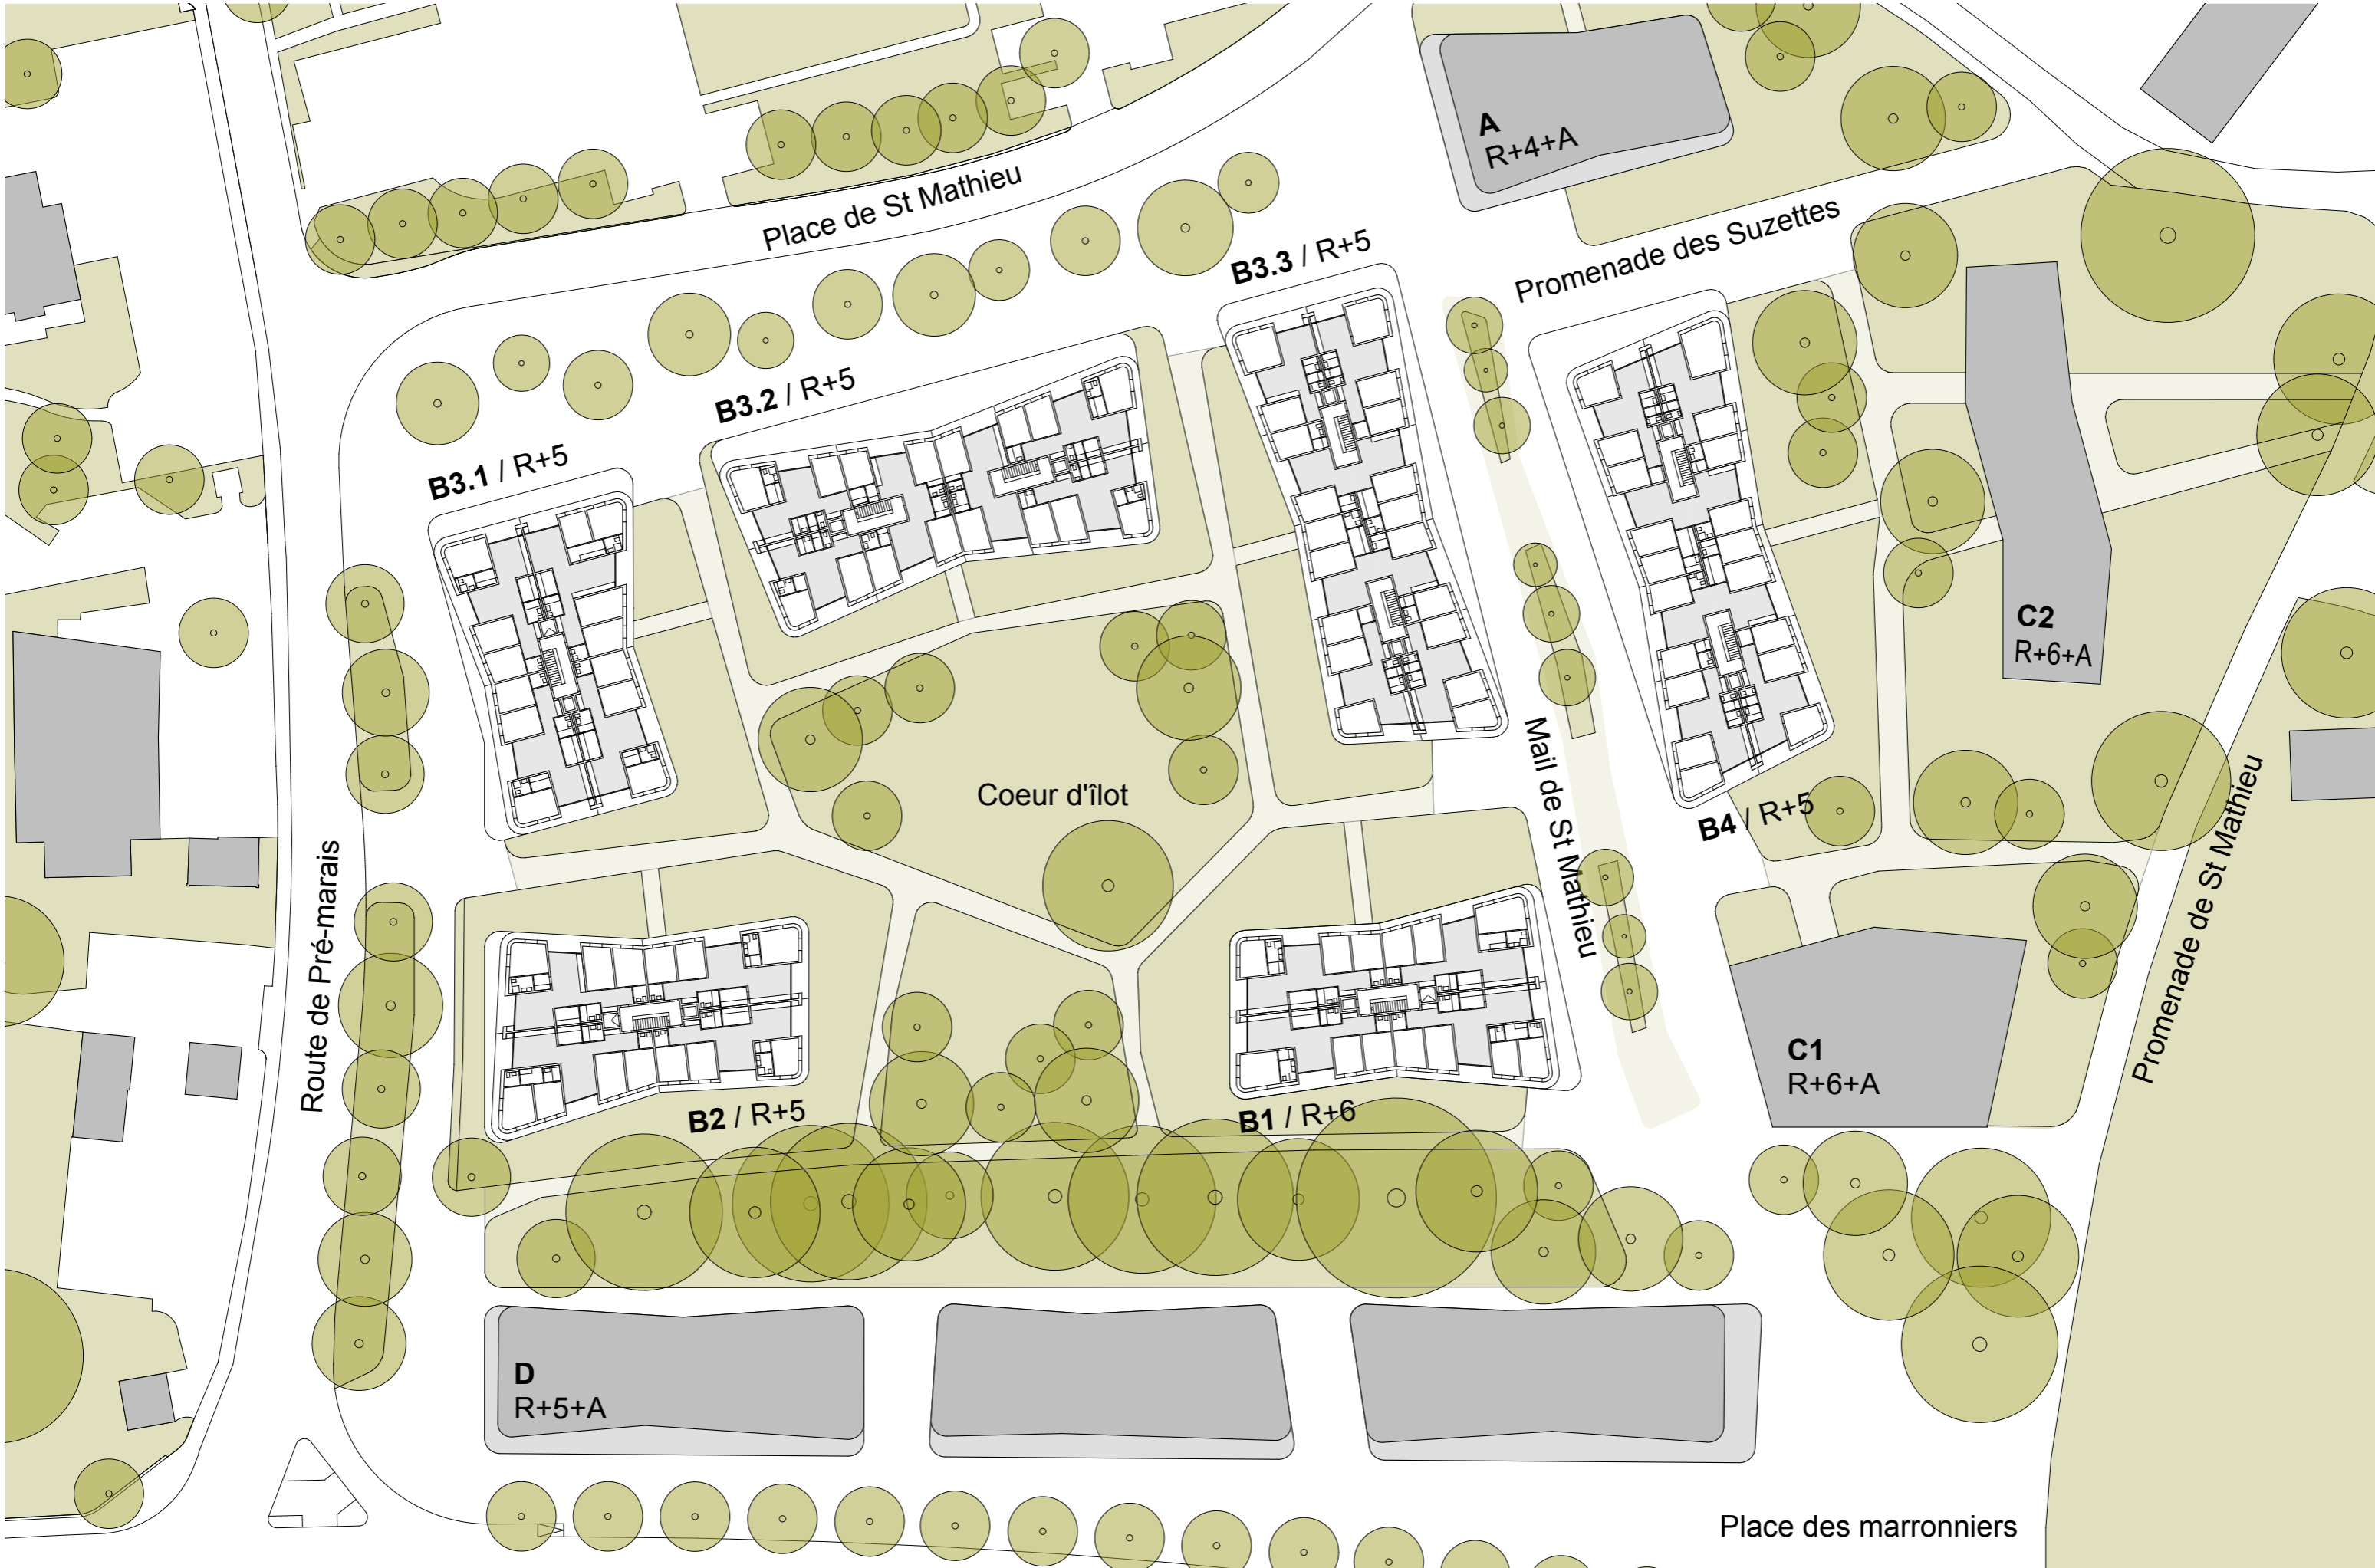 A
R+4+A
Place de St Mathieu
Promenade des Suzettes
B3.3 / R+5
B3.2 / R+5
B3.1 / R+5
C2
R+6+A
Coeur d'îlot
Mail de St Mathieu
B4 / R+5
Promenade de St Mathieu
Route de Pré-marais
C1
R+6+A
B2 / R+5
B1 / R+6
D
R+5+A
Place des marronniers